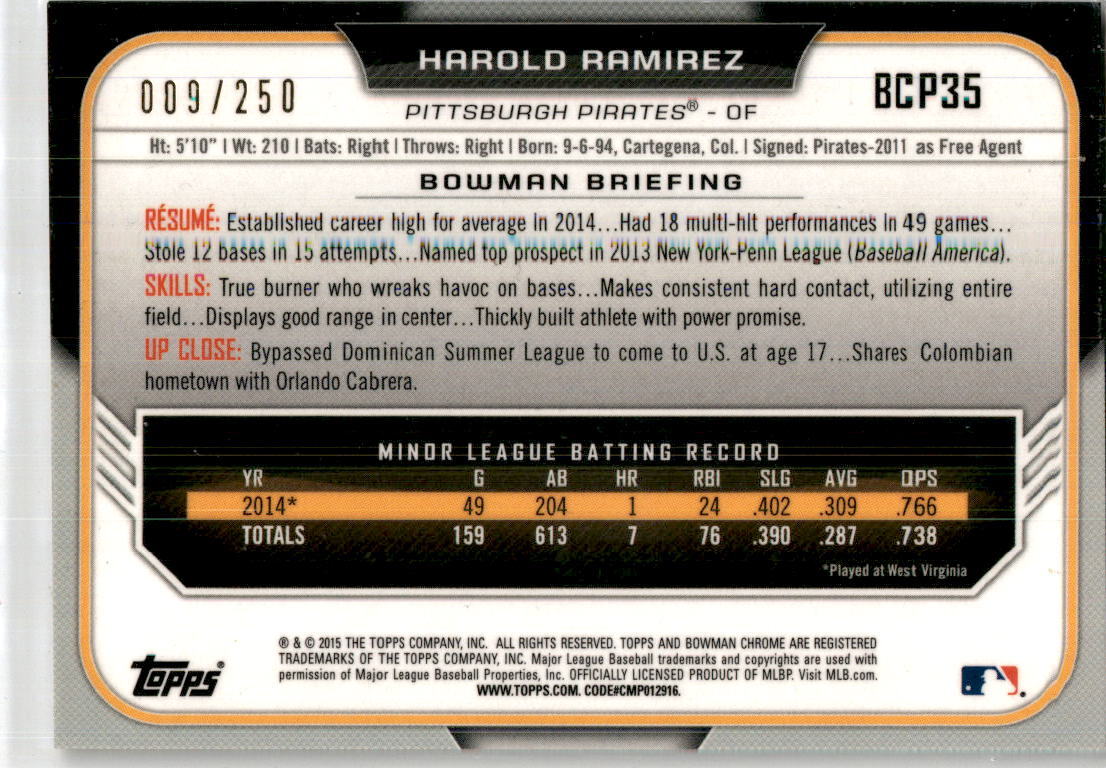 HAROLD RAMIREZ
009/250
BCP35
PITTSBURGH PIRATES® - OF
Ht: 5'10" | Wt: 210 | Bats: Right | Throws: Right | Born: 9-6-94, Cartegena, Col. | Signed: Pirates-2011 as Free Agent
BOWMAN BRIEFING
RÉSUMÉ: Established career high for average in 2014...Had 18 multi-hit performances in 49 games...
Stole 12 bases in 15 attempts...Named top prospect in 2013 New York-Penn League (Baseball America).
SKILLS: True burner who wreaks havoc on bases...Makes consistent hard contact, utilizing entire
field...Displays good range in center...Thickly built athlete with power promise.
UP CLOSE: Bypassed Dominican Summer League to come to U.S. at age 17...Shares Colombian
hometown with Orlando Cabrera.
MINOR LEAGUE BATTING RECORD
YR G AB HR RBI SLG AVG OPS
2014* 49 204 1 24 .402 .309 .766
TOTALS 159 613 7 76 .390 .287 .738
*Played at West Virginia
® & © 2015 THE TOPPS COMPANY, INC. ALL RIGHTS RESERVED. TOPPS AND BOWMAN CHROME ARE REGISTERED
TRADEMARKS OF THE TOPPS COMPANY, INC. Major League Baseball trademarks and copyrights are used with
permission of Major League Baseball Properties, Inc. OFFICIALLY LICENSED PRODUCT OF MLBP. Visit MLB.com.
WWW.TOPPS.COM. CODE#CMP012916.
Topps®